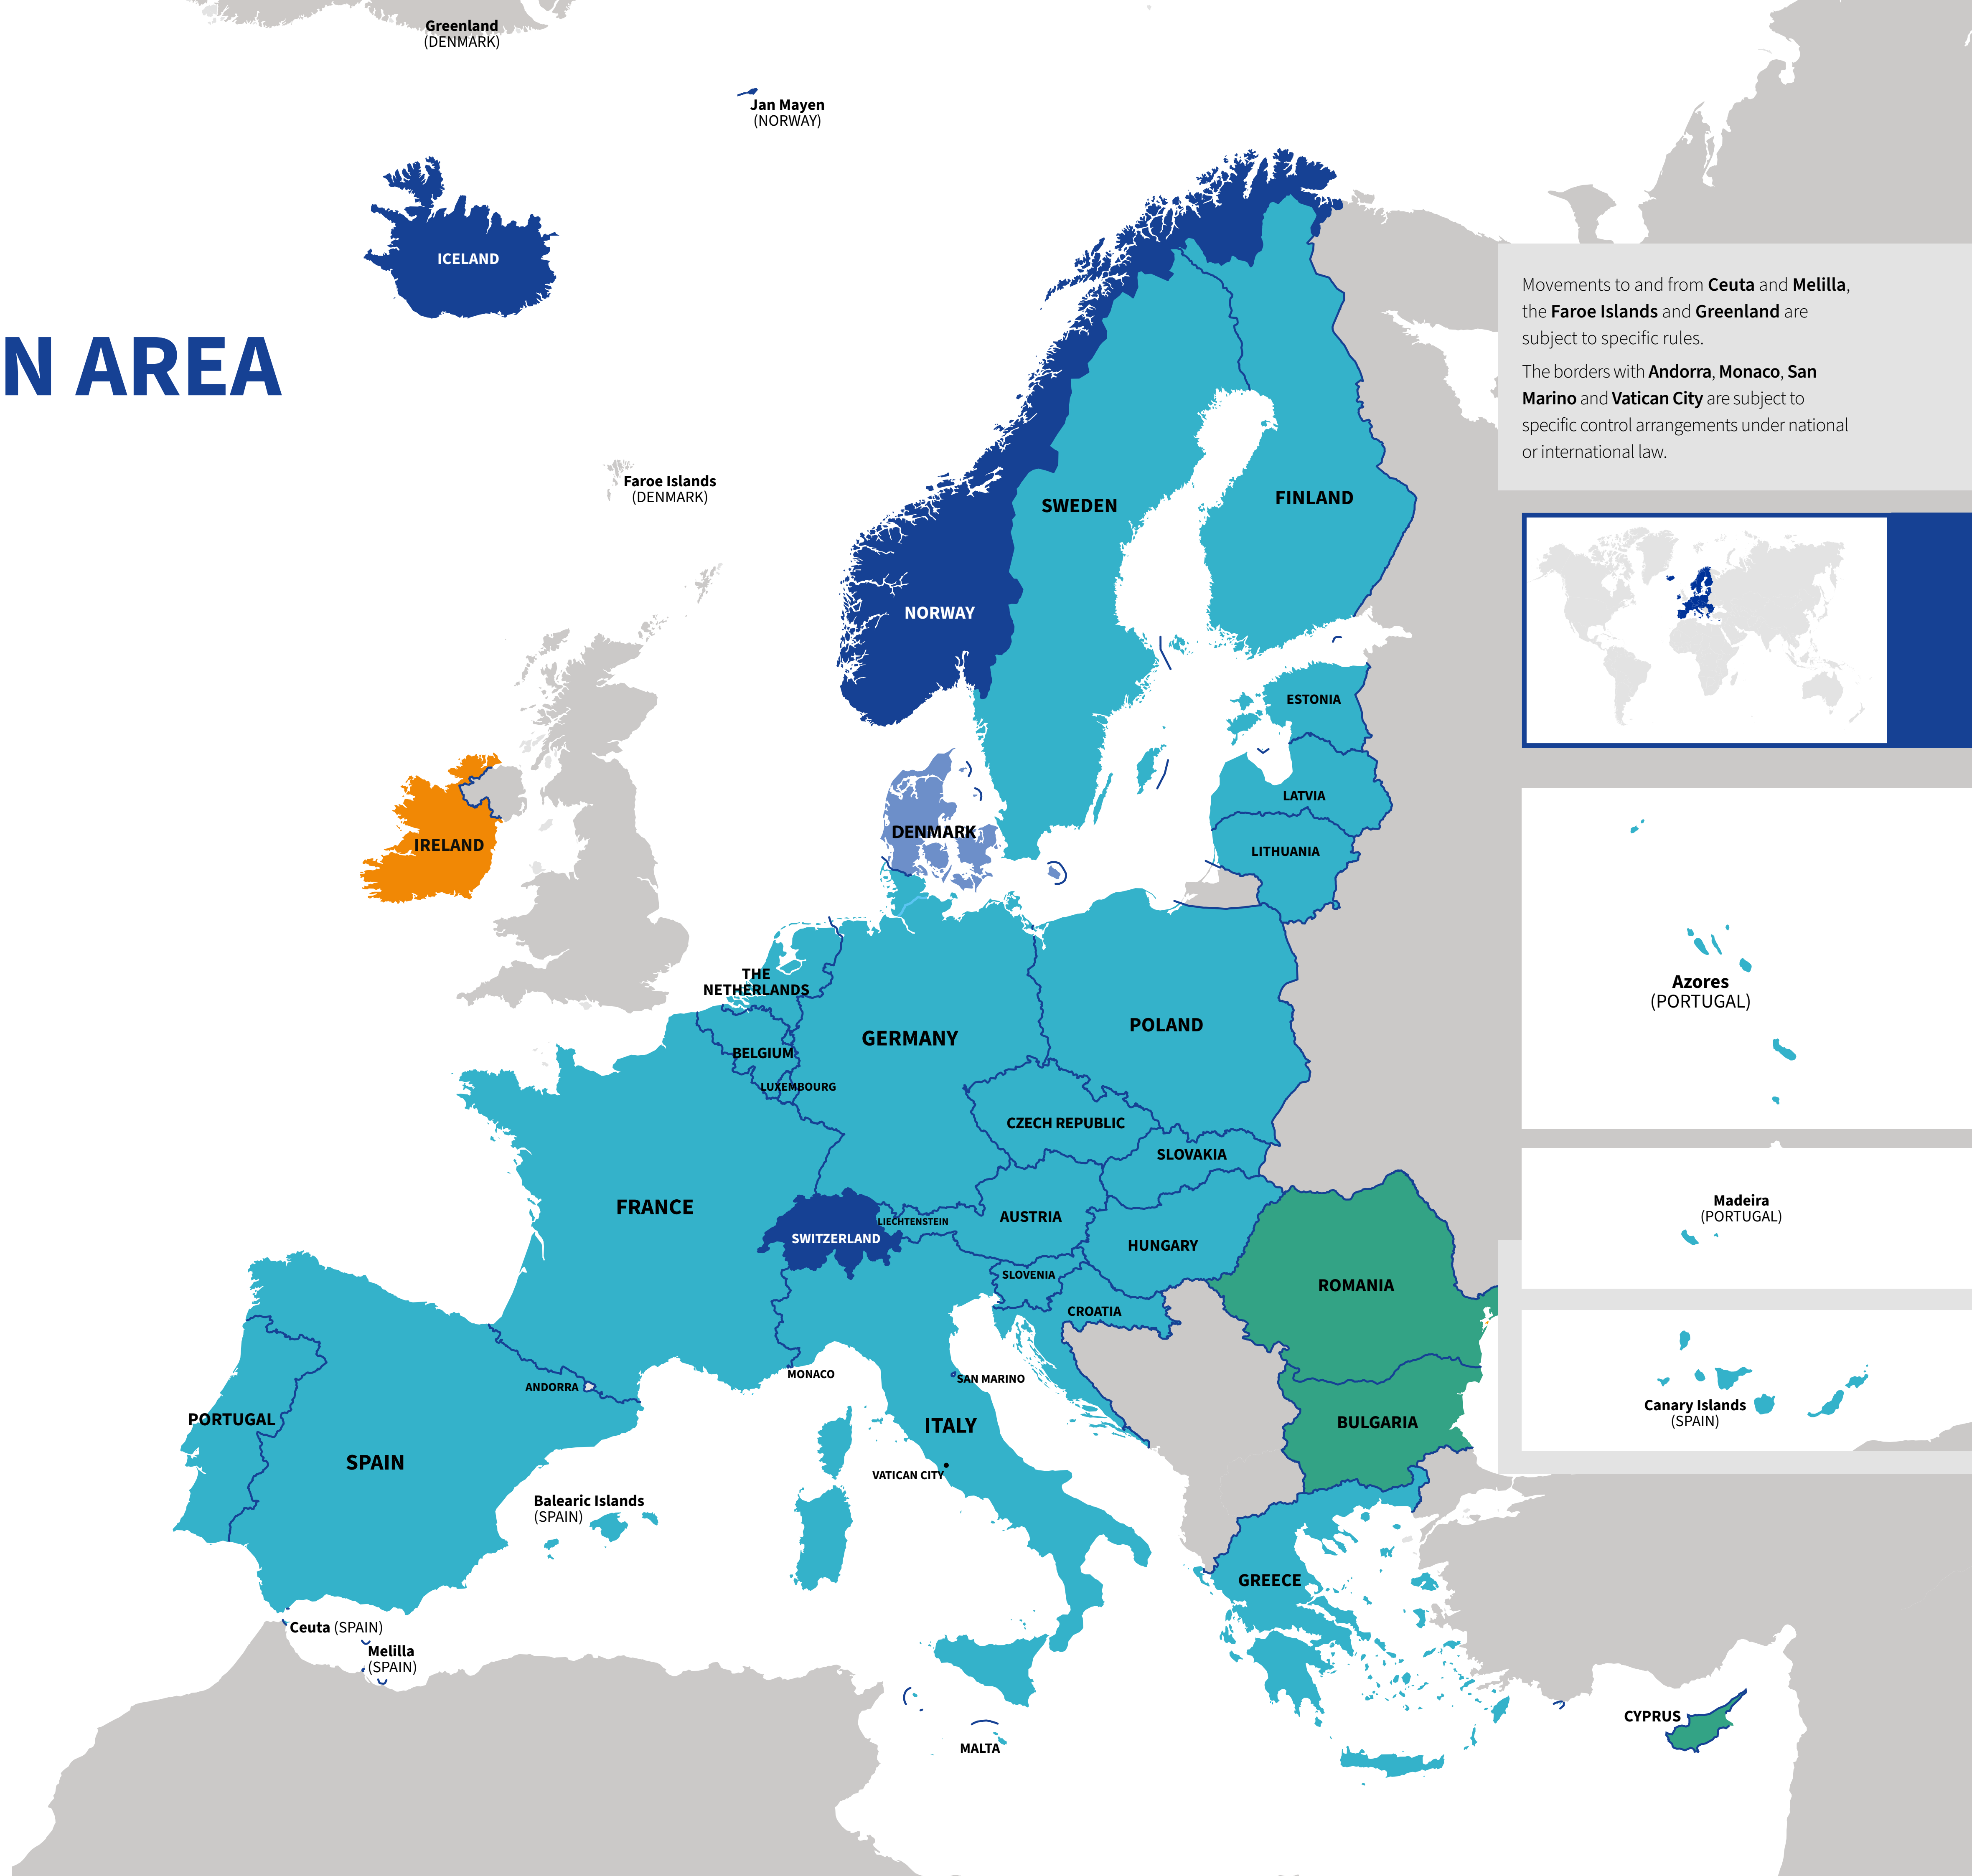 Greenland
(DENMARK)
Jan Mayen
(NORWAY)
ICELAND
Movements to and from Ceuta and Melilla,
the Faroe Islands and Greenland are
subject to specific rules.
The borders with Andorra, Monaco, San
Marino and Vatican City are subject to
specific control arrangements under national
or international law.
N AREA
Faroe Islands
(DENMARK)
SWEDEN
FINLAND
NORWAY
ESTONIA
LATVIA
DENMARK
IRELAND
LITHUANIA
THE
NETHERLANDS
Azores
(PORTUGAL)
POLAND
GERMANY
BELGIUM
LUXEMBOURG
CZECH REPUBLIC
SLOVAKIA
Madeira
(PORTUGAL)
FRANCE
AUSTRIA
LIECHTENSTEIN
SWITZERLAND
HUNGARY
SLOVENIA
ROMANIA
CROATIA
MONACO
SAN MARINO
ANDORRA
Canary Islands
(SPAIN)
PORTUGAL
ITALY
BULGARIA
SPAIN
VATICAN CITY
Balearic Islands
(SPAIN)
GREECE
Ceuta (SPAIN)
Melilla
(SPAIN)
CYPRUS
MALTA